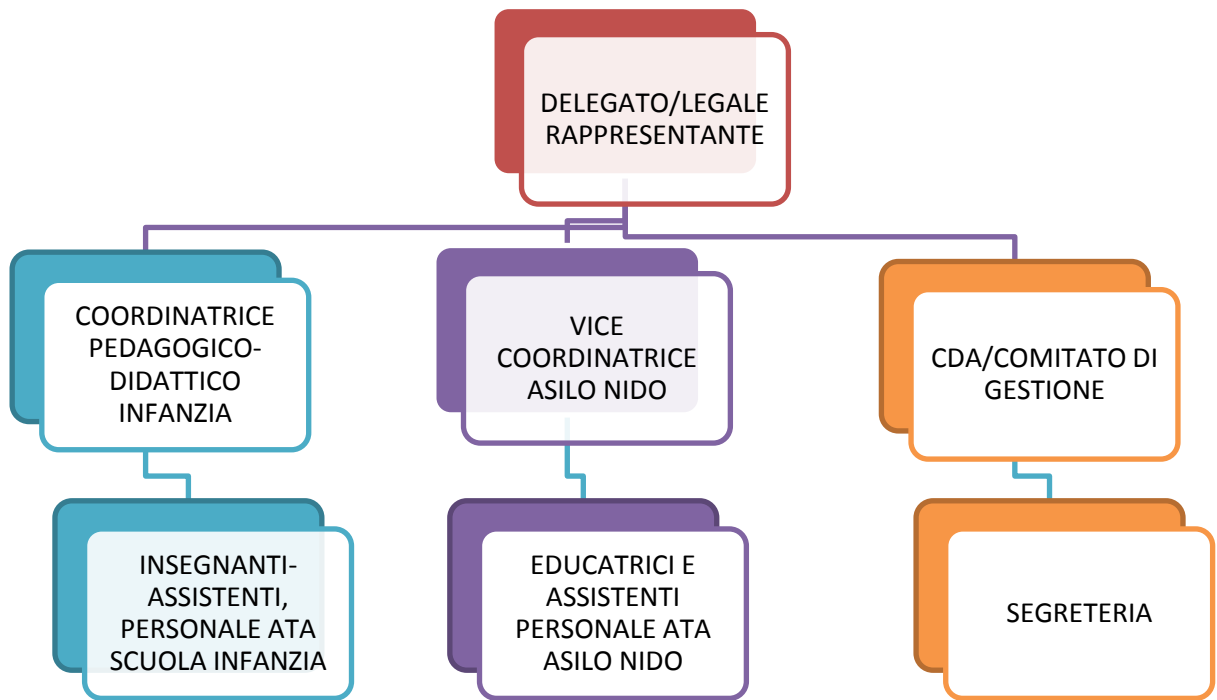 DELEGATO/LEGALE
RAPPRESENTANTE
COORDINATRICE
PEDAGOGICO-
DIDATTICO
INFANZIA
VICE
COORDINATRICE
ASILO NIDO
CDA/COMITATO DI
GESTIONE
INSEGNANTI-
ASSISTENTI,
PERSONALE ATA
SCUOLA INFANZIA
EDUCATRICI E
ASSISTENTI
PERSONALE ATA
ASILO NIDO
SEGRETERIA